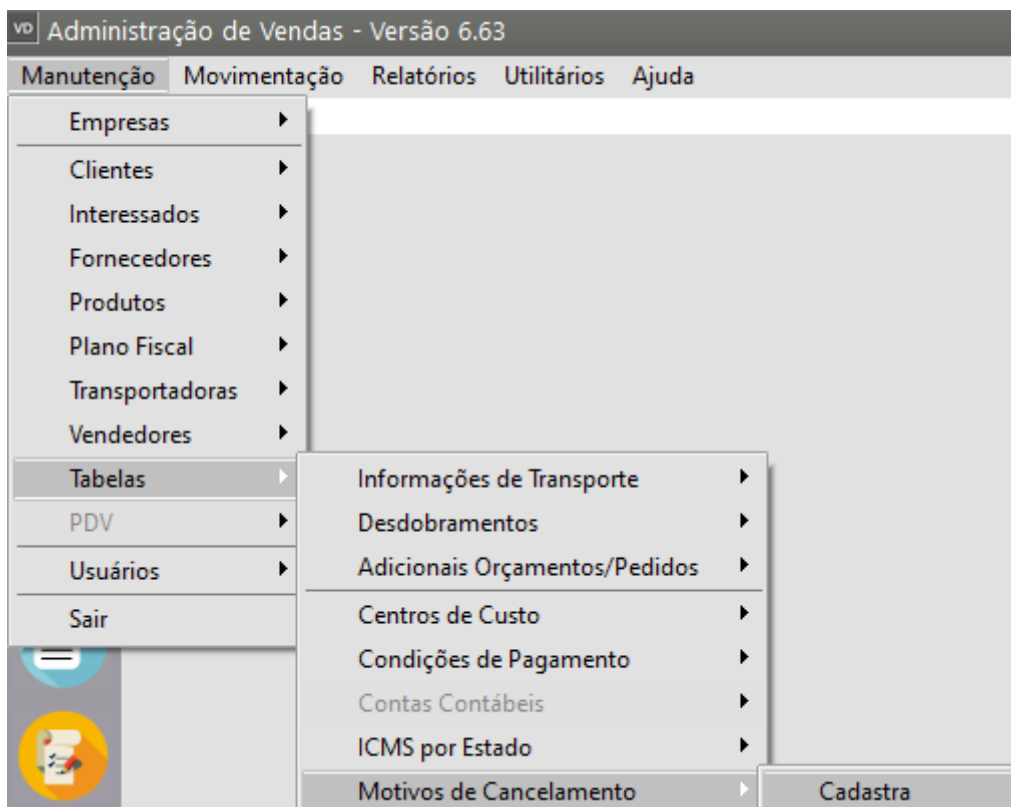 VD Administração de Vendas - Versão 6.63
Manutenção Movimentação Relatórios Utilitários Ajuda
Empresas
Clientes
Interessados
Fornecedores
Produtos
Plano Fiscal
Transportadoras
Vendedores
Tabelas
PDV
Usuários
Sair
Informações de Transporte
Desdobramentos
Adicionais Orçamentos/Pedidos
Centros de Custo
Condições de Pagamento
Contas Contábeis
ICMS por Estado
Motivos de Cancelamento
Cadastra